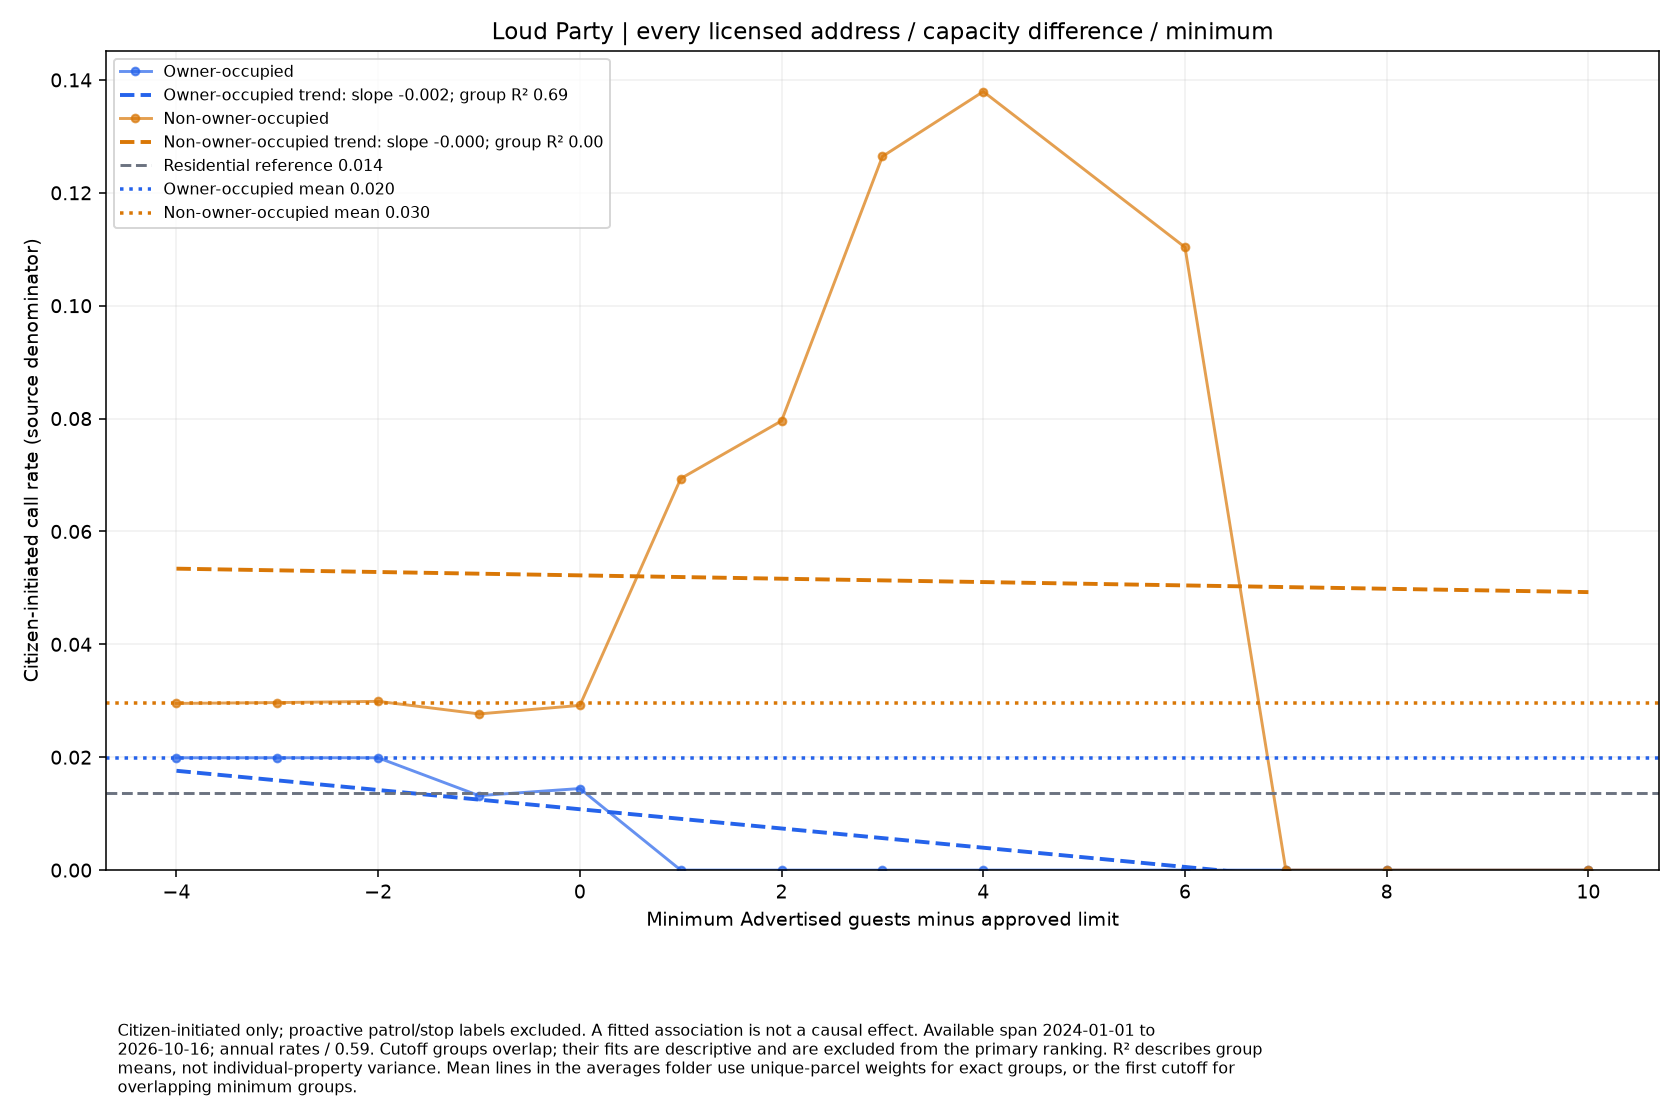 Loud Party | every licensed address / capacity difference / minimum
Owner-occupied
Owner-occupied trend: slope -0.002; group R² 0.69
Non-owner-occupied
Non-owner-occupied trend: slope -0.000; group R² 0.00
Residential reference 0.014
Owner-occupied mean 0.020
Non-owner-occupied mean 0.030
Citizen-initiated call rate (source denominator)
0.14
0.12
0.10
0.08
0.06
0.04
0.02
0.00
−4
−2
0
2
4
6
8
10
Minimum Advertised guests minus approved limit
Citizen-initiated only; proactive patrol/stop labels excluded. A fitted association is not a causal effect. Available span 2024-01-01 to
2026-10-16; annual rates / 0.59. Cutoff groups overlap; their fits are descriptive and are excluded from the primary ranking. R² describes group
means, not individual-property variance. Mean lines in the averages folder use unique-parcel weights for exact groups, or the first cutoff for
overlapping minimum groups.